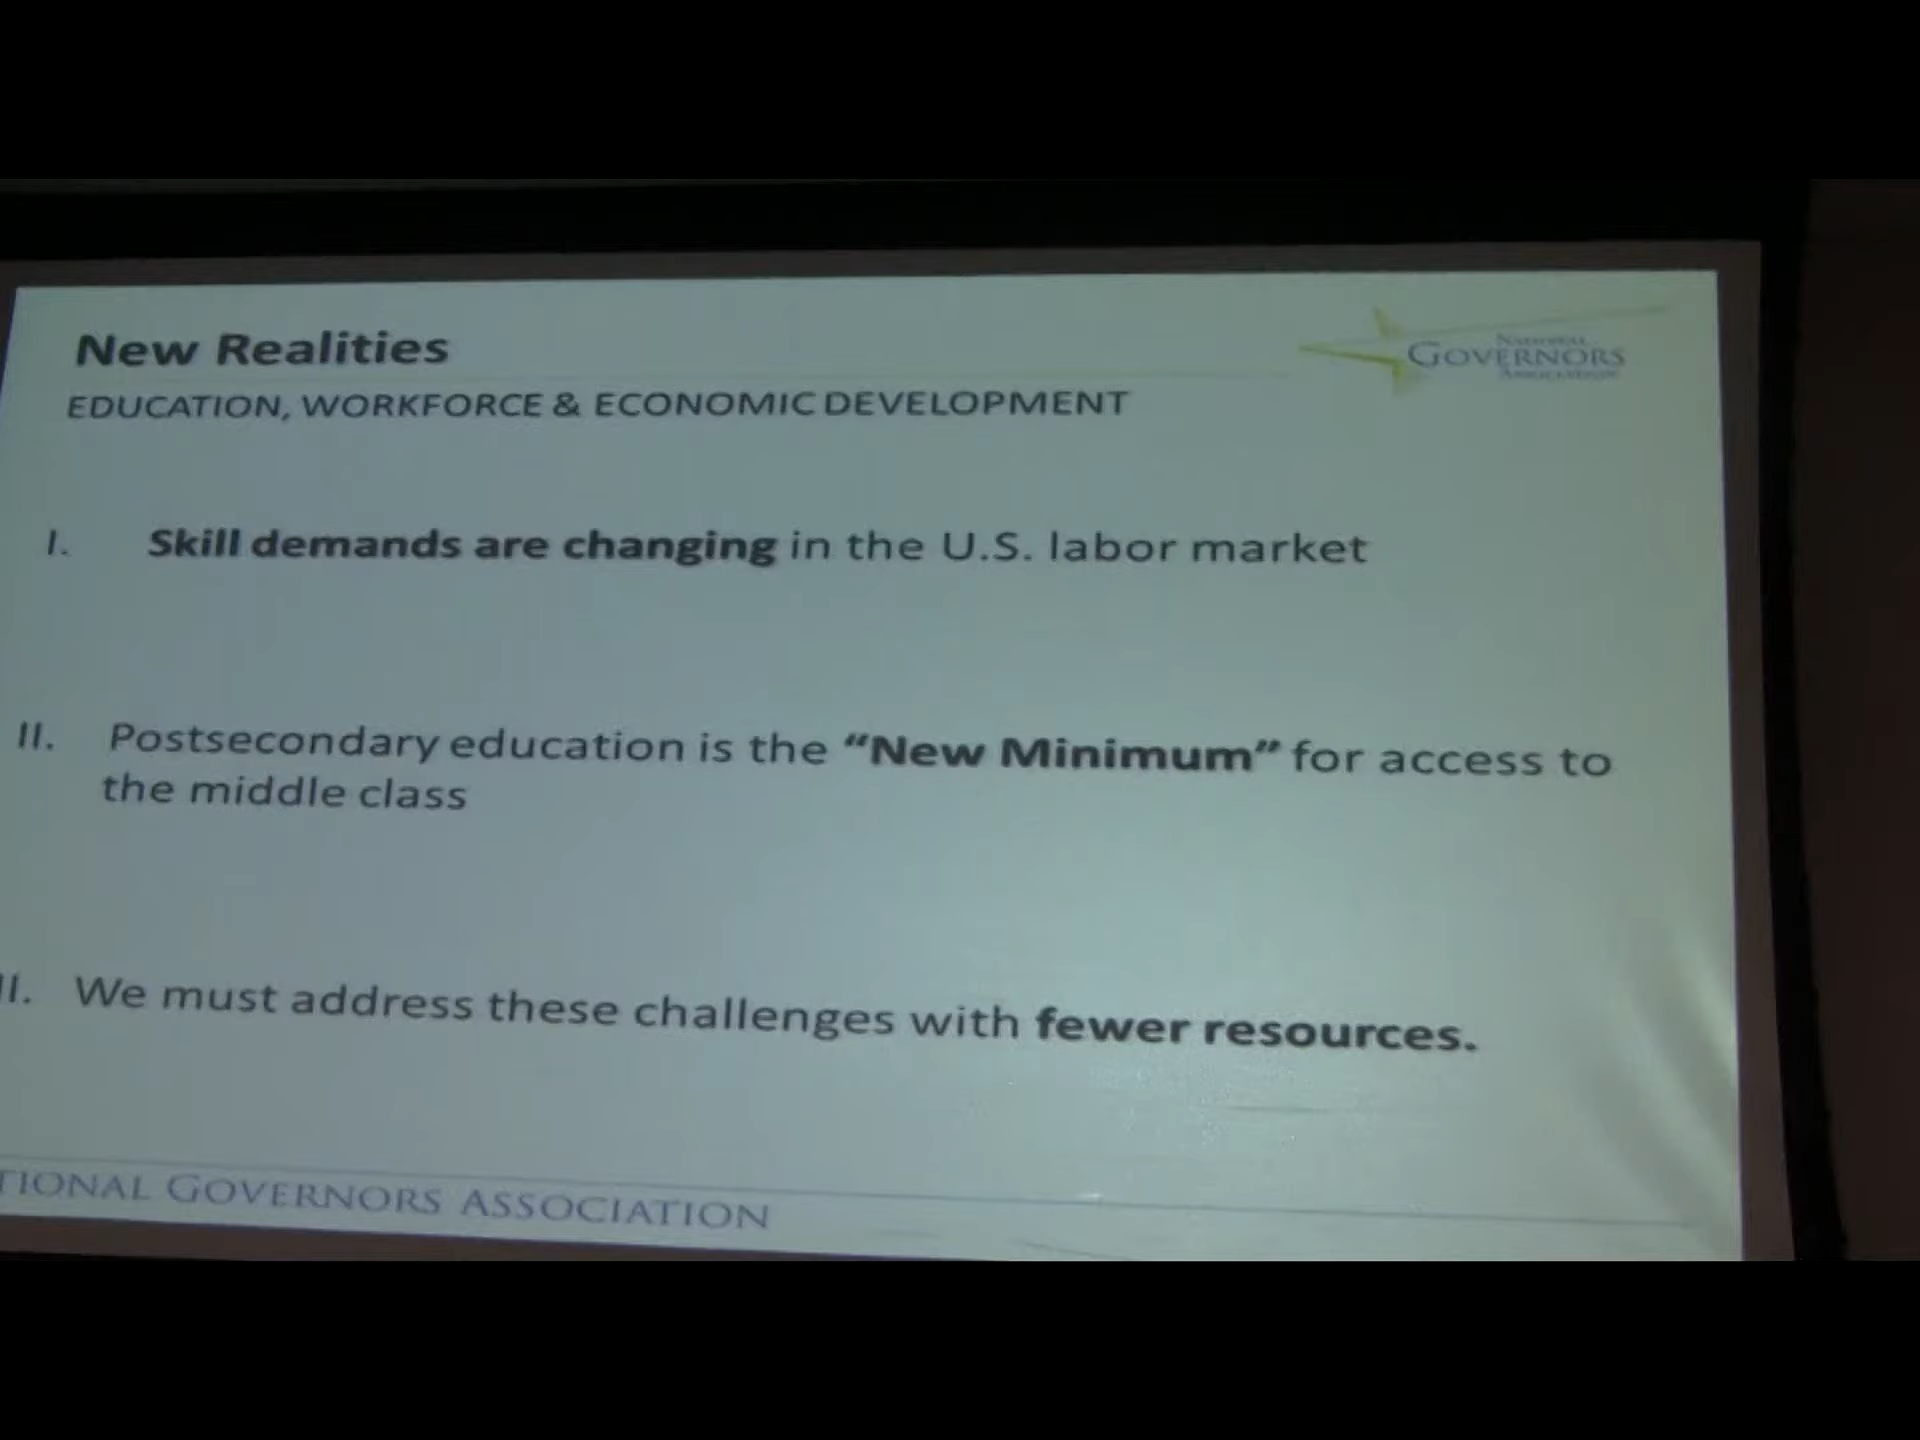 New Realities
NATIONAL
GOVERNORS
ASSOCIATION
EDUCATION, WORKFORCE & ECONOMIC DEVELOPMENT
I. Skill demands are changing in the U.S. labor market
II. Postsecondary education is the “New Minimum” for access to
the middle class
II. We must address these challenges with fewer resources.
TIONAL GOVERNORS ASSOCIATION